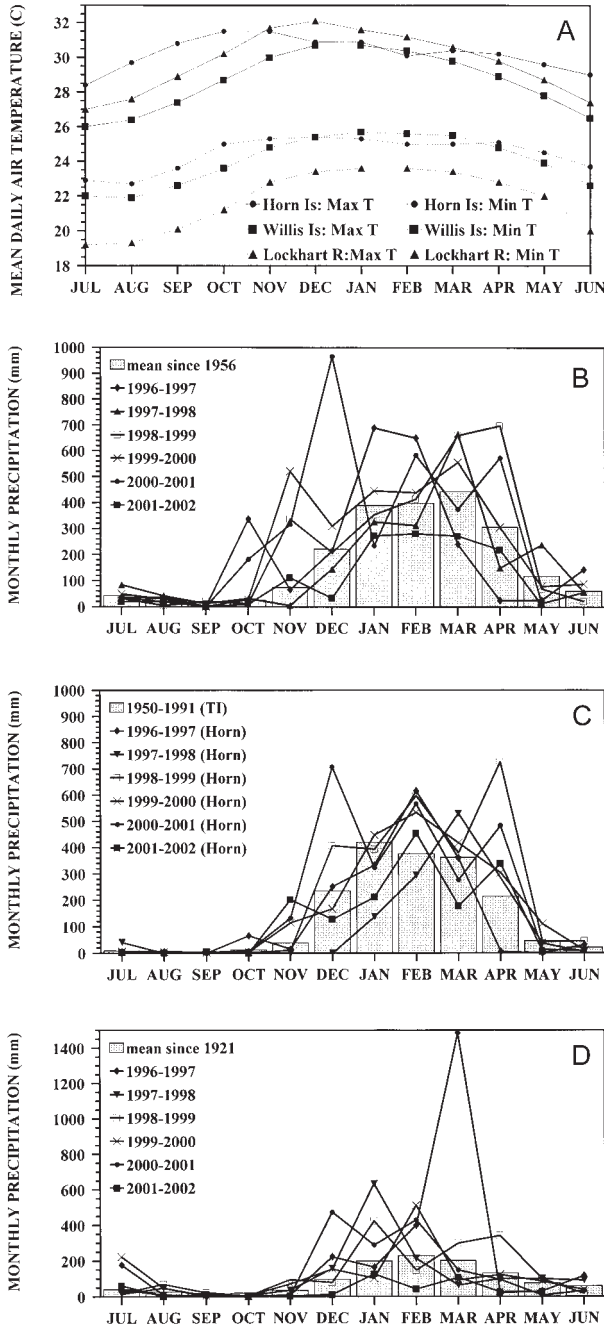 A
MEAN DAILY AIR TEMPERATURE (C)
32
30
28
26
24
22
20
18
Horn Is: Max T
Horn Is: Min T
Willis Is: Max T
Willis Is: Min T
Lockhart R:Max T
Lockhart R: Min T
JUL AUG SEP OCT NOV DEC JAN FEB MAR APR MAY JUN
B
MONTHLY PRECIPITATION (mm)
1000
900
800
700
600
500
400
300
200
100
0
mean since 1956
1996-1997
1997-1998
1998-1999
1999-2000
2000-2001
2001-2002
JUL AUG SEP OCT NOV DEC JAN FEB MAR APR MAY JUN
C
MONTHLY PRECIPITATION (mm)
1000
900
800
700
600
500
400
300
200
100
0
1950-1991 (TI)
1996-1997 (Horn)
1997-1998 (Horn)
1998-1999 (Horn)
1999-2000 (Horn)
2000-2001 (Horn)
2001-2002 (Horn)
JUL AUG SEP OCT NOV DEC JAN FEB MAR APR MAY JUN
D
MONTHLY PRECIPITATION (mm)
1400
1200
1000
800
600
400
200
0
mean since 1921
1996-1997
1997-1998
1998-1999
1999-2000
2000-2001
2001-2002
JUL AUG SEP OCT NOV DEC JAN FEB MAR APR MAY JUN